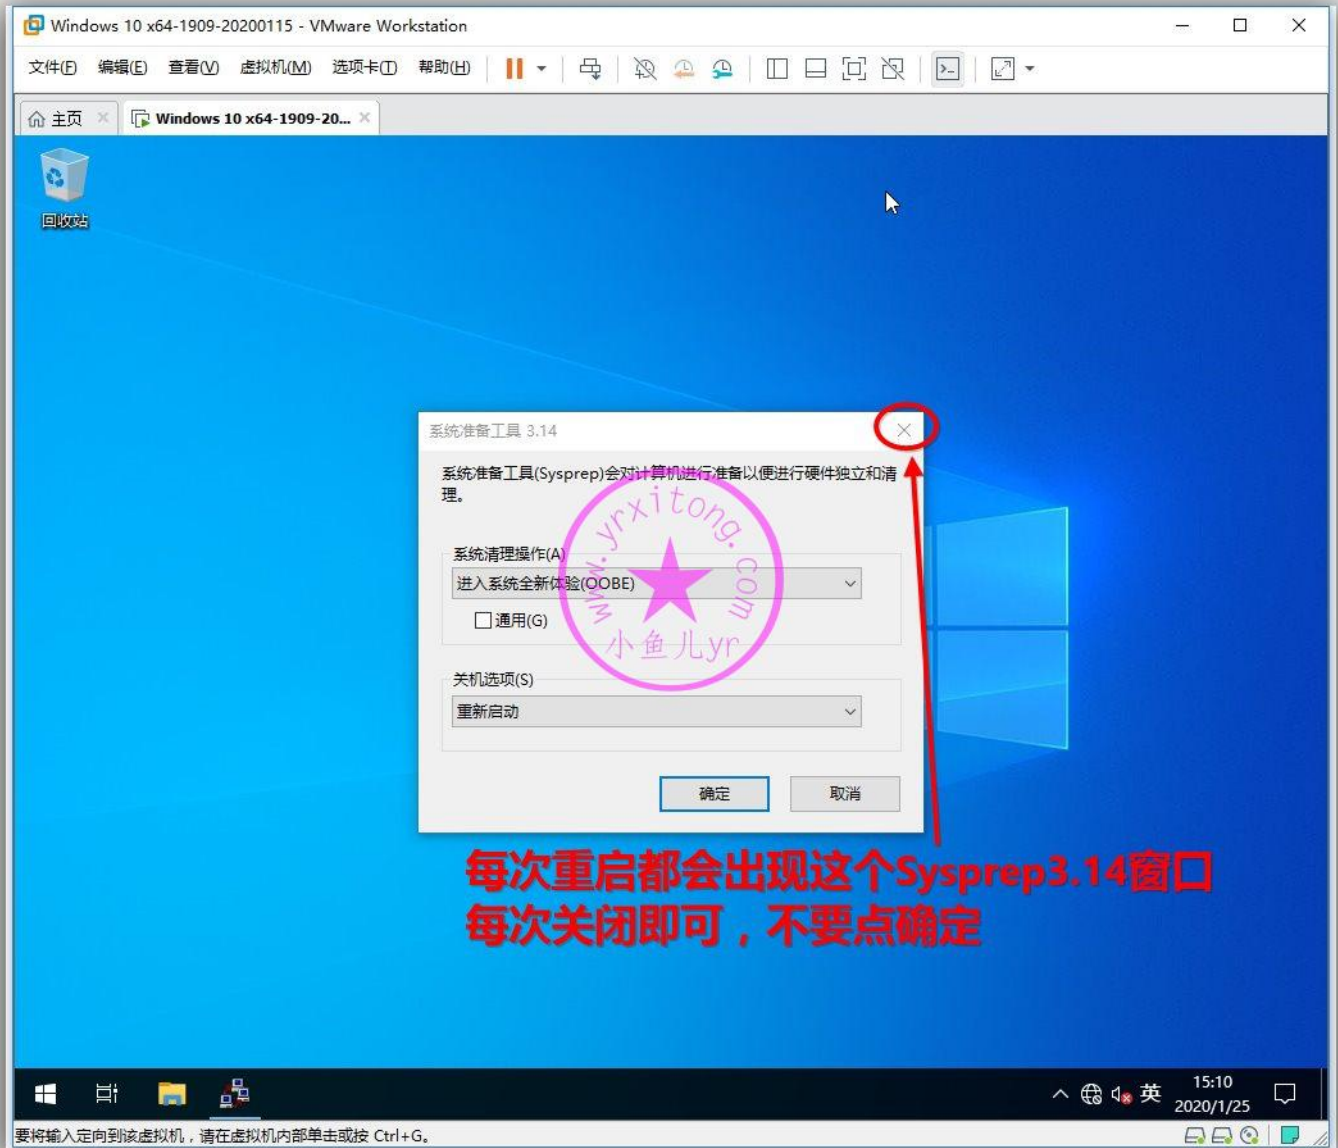 Windows 10 x64-1909-20200115 - VMware Workstation
文件(F) 编辑(E) 查看(V) 虚拟机(M) 选项卡(T) 帮助(H)
主页 Windows 10 x64-1909-20...
回收站
系统准备工具 3.14
系统准备工具(Sysprep)会对计算机进行准备以便进行硬件独立和清
理。
系统清理操作(A)
进入系统全新体验(OOBE)
通用(G)
www.yrxitong.com
小鱼儿yr
关机选项(S)
重新启动
确定 取消
每次重启都会出现这个Sysprep3.14窗口
每次关闭即可，不要点确定
英 15:10
2020/1/25
要将输入定向到该虚拟机，请在虚拟机内部单击或按 Ctrl+G。